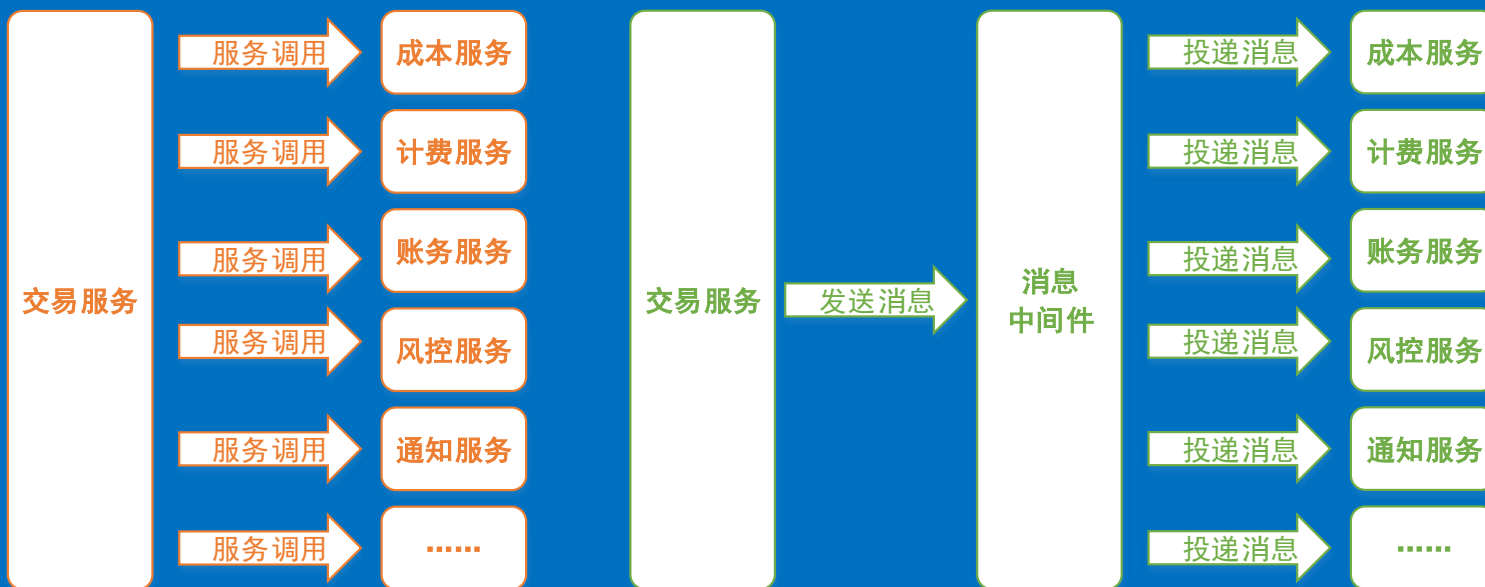 交易服务
服务调用
成本服务
服务调用
计费服务
服务调用
账务服务
服务调用
风控服务
服务调用
通知服务
服务调用
……
交易服务
发送消息
消息
中间件
投递消息
成本服务
投递消息
计费服务
投递消息
账务服务
投递消息
风控服务
投递消息
通知服务
投递消息
……